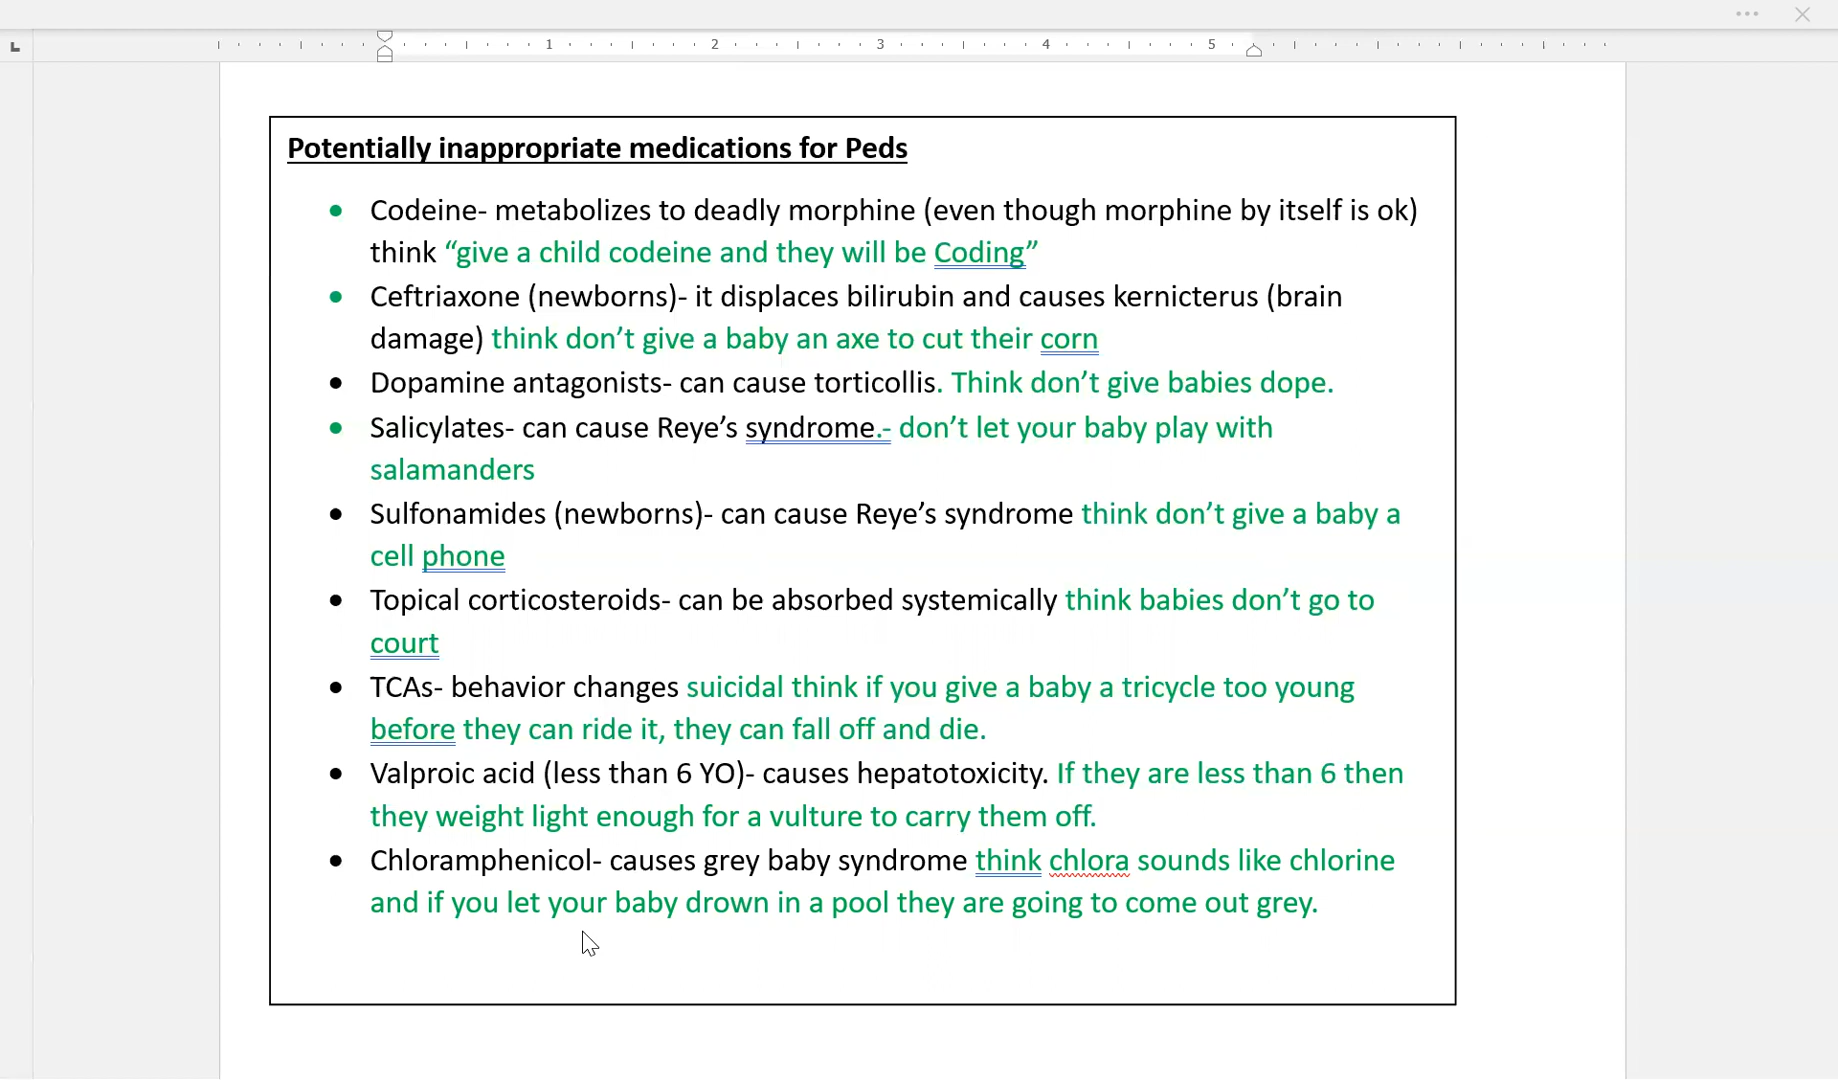 1 2 3 4 5
Potentially inappropriate medications for Peds
Codeine- metabolizes to deadly morphine (even though morphine by itself is ok)
think “give a child codeine and they will be Coding”
Ceftriaxone (newborns)- it displaces bilirubin and causes kernicterus (brain
damage) think don’t give a baby an axe to cut their corn
Dopamine antagonists- can cause torticollis. Think don’t give babies dope.
Salicylates- can cause Reye’s syndrome.- don’t let your baby play with
salamanders
Sulfonamides (newborns)- can cause Reye’s syndrome think don’t give a baby a
cell phone
Topical corticosteroids- can be absorbed systemically think babies don’t go to
court
TCAs- behavior changes suicidal think if you give a baby a tricycle too young
before they can ride it, they can fall off and die.
Valproic acid (less than 6 YO)- causes hepatotoxicity. If they are less than 6 then
they weight light enough for a vulture to carry them off.
Chloramphenicol- causes grey baby syndrome think chlora sounds like chlorine
and if you let your baby drown in a pool they are going to come out grey.